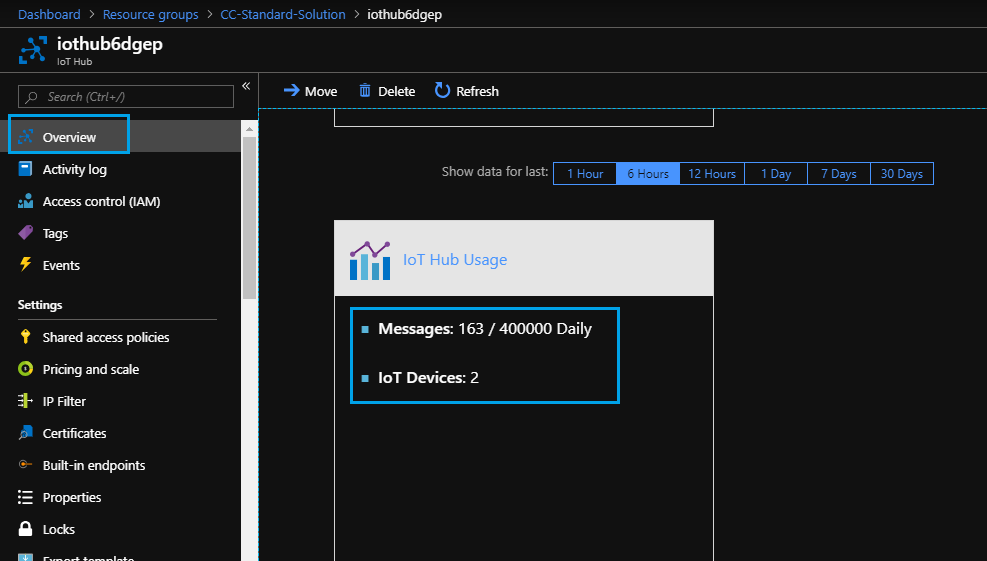 Dashboard > Resource groups > CC-Standard-Solution > iothub6dgep
iothub6dgep
IoT Hub
Search (Ctrl+/)
«
Overview
Activity log
Access control (IAM)
Tags
Events
Settings
Shared access policies
Pricing and scale
IP Filter
Certificates
Built-in endpoints
Properties
Locks
Export template
Move Delete Refresh
Show data for last: 1 Hour 6 Hours 12 Hours 1 Day 7 Days 30 Days
IoT Hub Usage
Messages: 163 / 400000 Daily
IoT Devices: 2